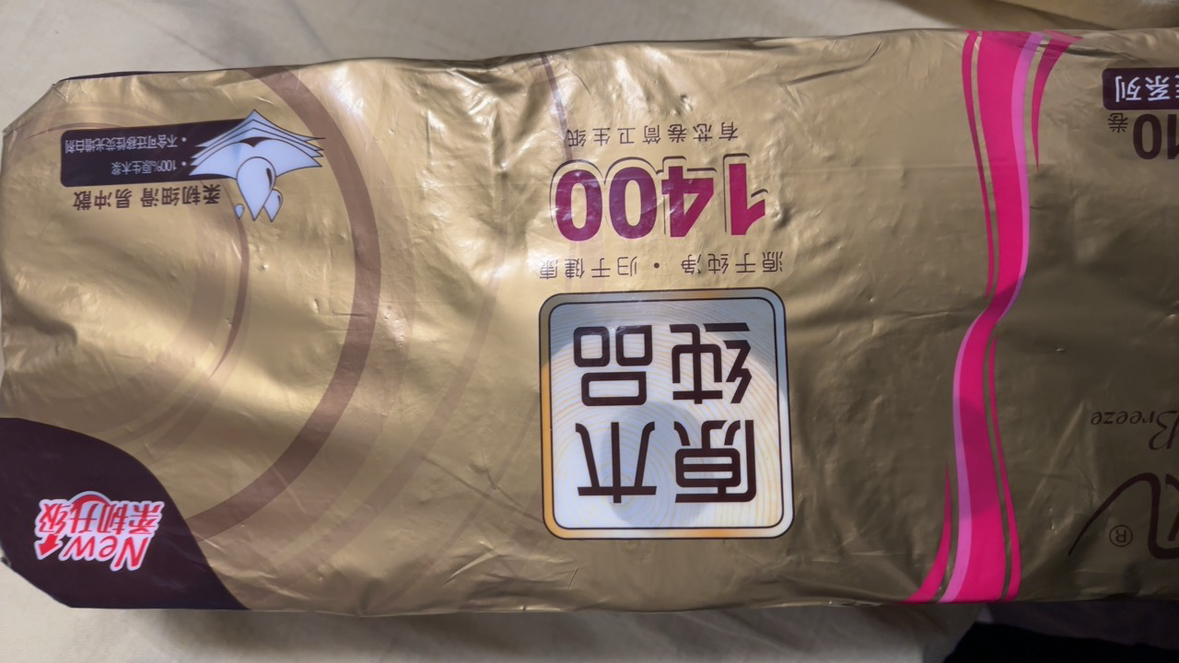 ®
Breeze
10卷
系列
原木
纯品
源于纯净·归于健康
1400
有芯卷筒卫生纸
New
柔韧升级
柔韧细滑 易冲散
• 100%原生木浆
• 不含可迁移性荧光增白剂